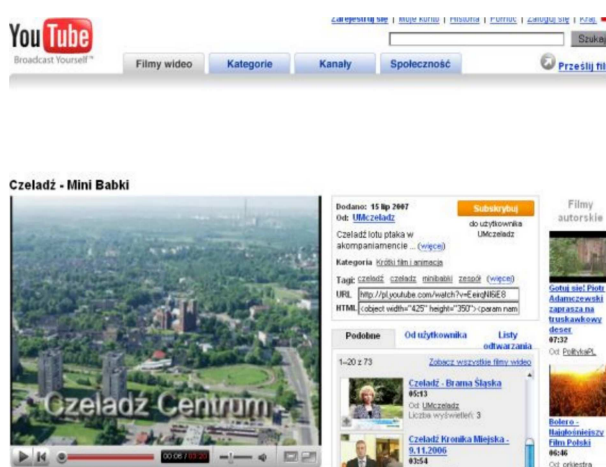 Zarejestruj się | Moje konto | Historia | Pomoc | Zaloguj się | Kraj:
You Tube
Broadcast Yourself™
Szukaj
Filmy wideo
Kategorie
Kanały
Społeczność
Prześlij fil
Czeladź - Mini Babki
Dodano: 15 lip 2007
Od: UMczeladz
Czeladź lotu ptaka w
akompaniamencie ... (więcej)
Subskrybuj
do użytkownika
UMczeladz
Kategoria Krótki film i animacja
Tagi: czeladź czeladz minibabki zespół (więcej)
URL http://pl.youtube.com/watch?v=EeirqNl6iE8
HTML <object width="425" height="350"><param nam
Podobne
Od użytkownika
Listy
odtwarzania
1–20 z 73
Zobacz wszystkie filmy wideo
Czeladź - Brama Śląska
05:13
Od: UMczeladz
Liczba wyświetleń: 3
Czeladź Kronika Miejska -
9.11.2006
03:54
Czeladź Centrum
00:06 / 03:20
Filmy
autorskie
Gotuj się! Piotr
Adamczewski
zaprasza na
truskawkowy
deser
07:32
Od: PolitykaPL
Bolero -
Najgłośniejszy
Film Polski
06:46
Od: orkiestra